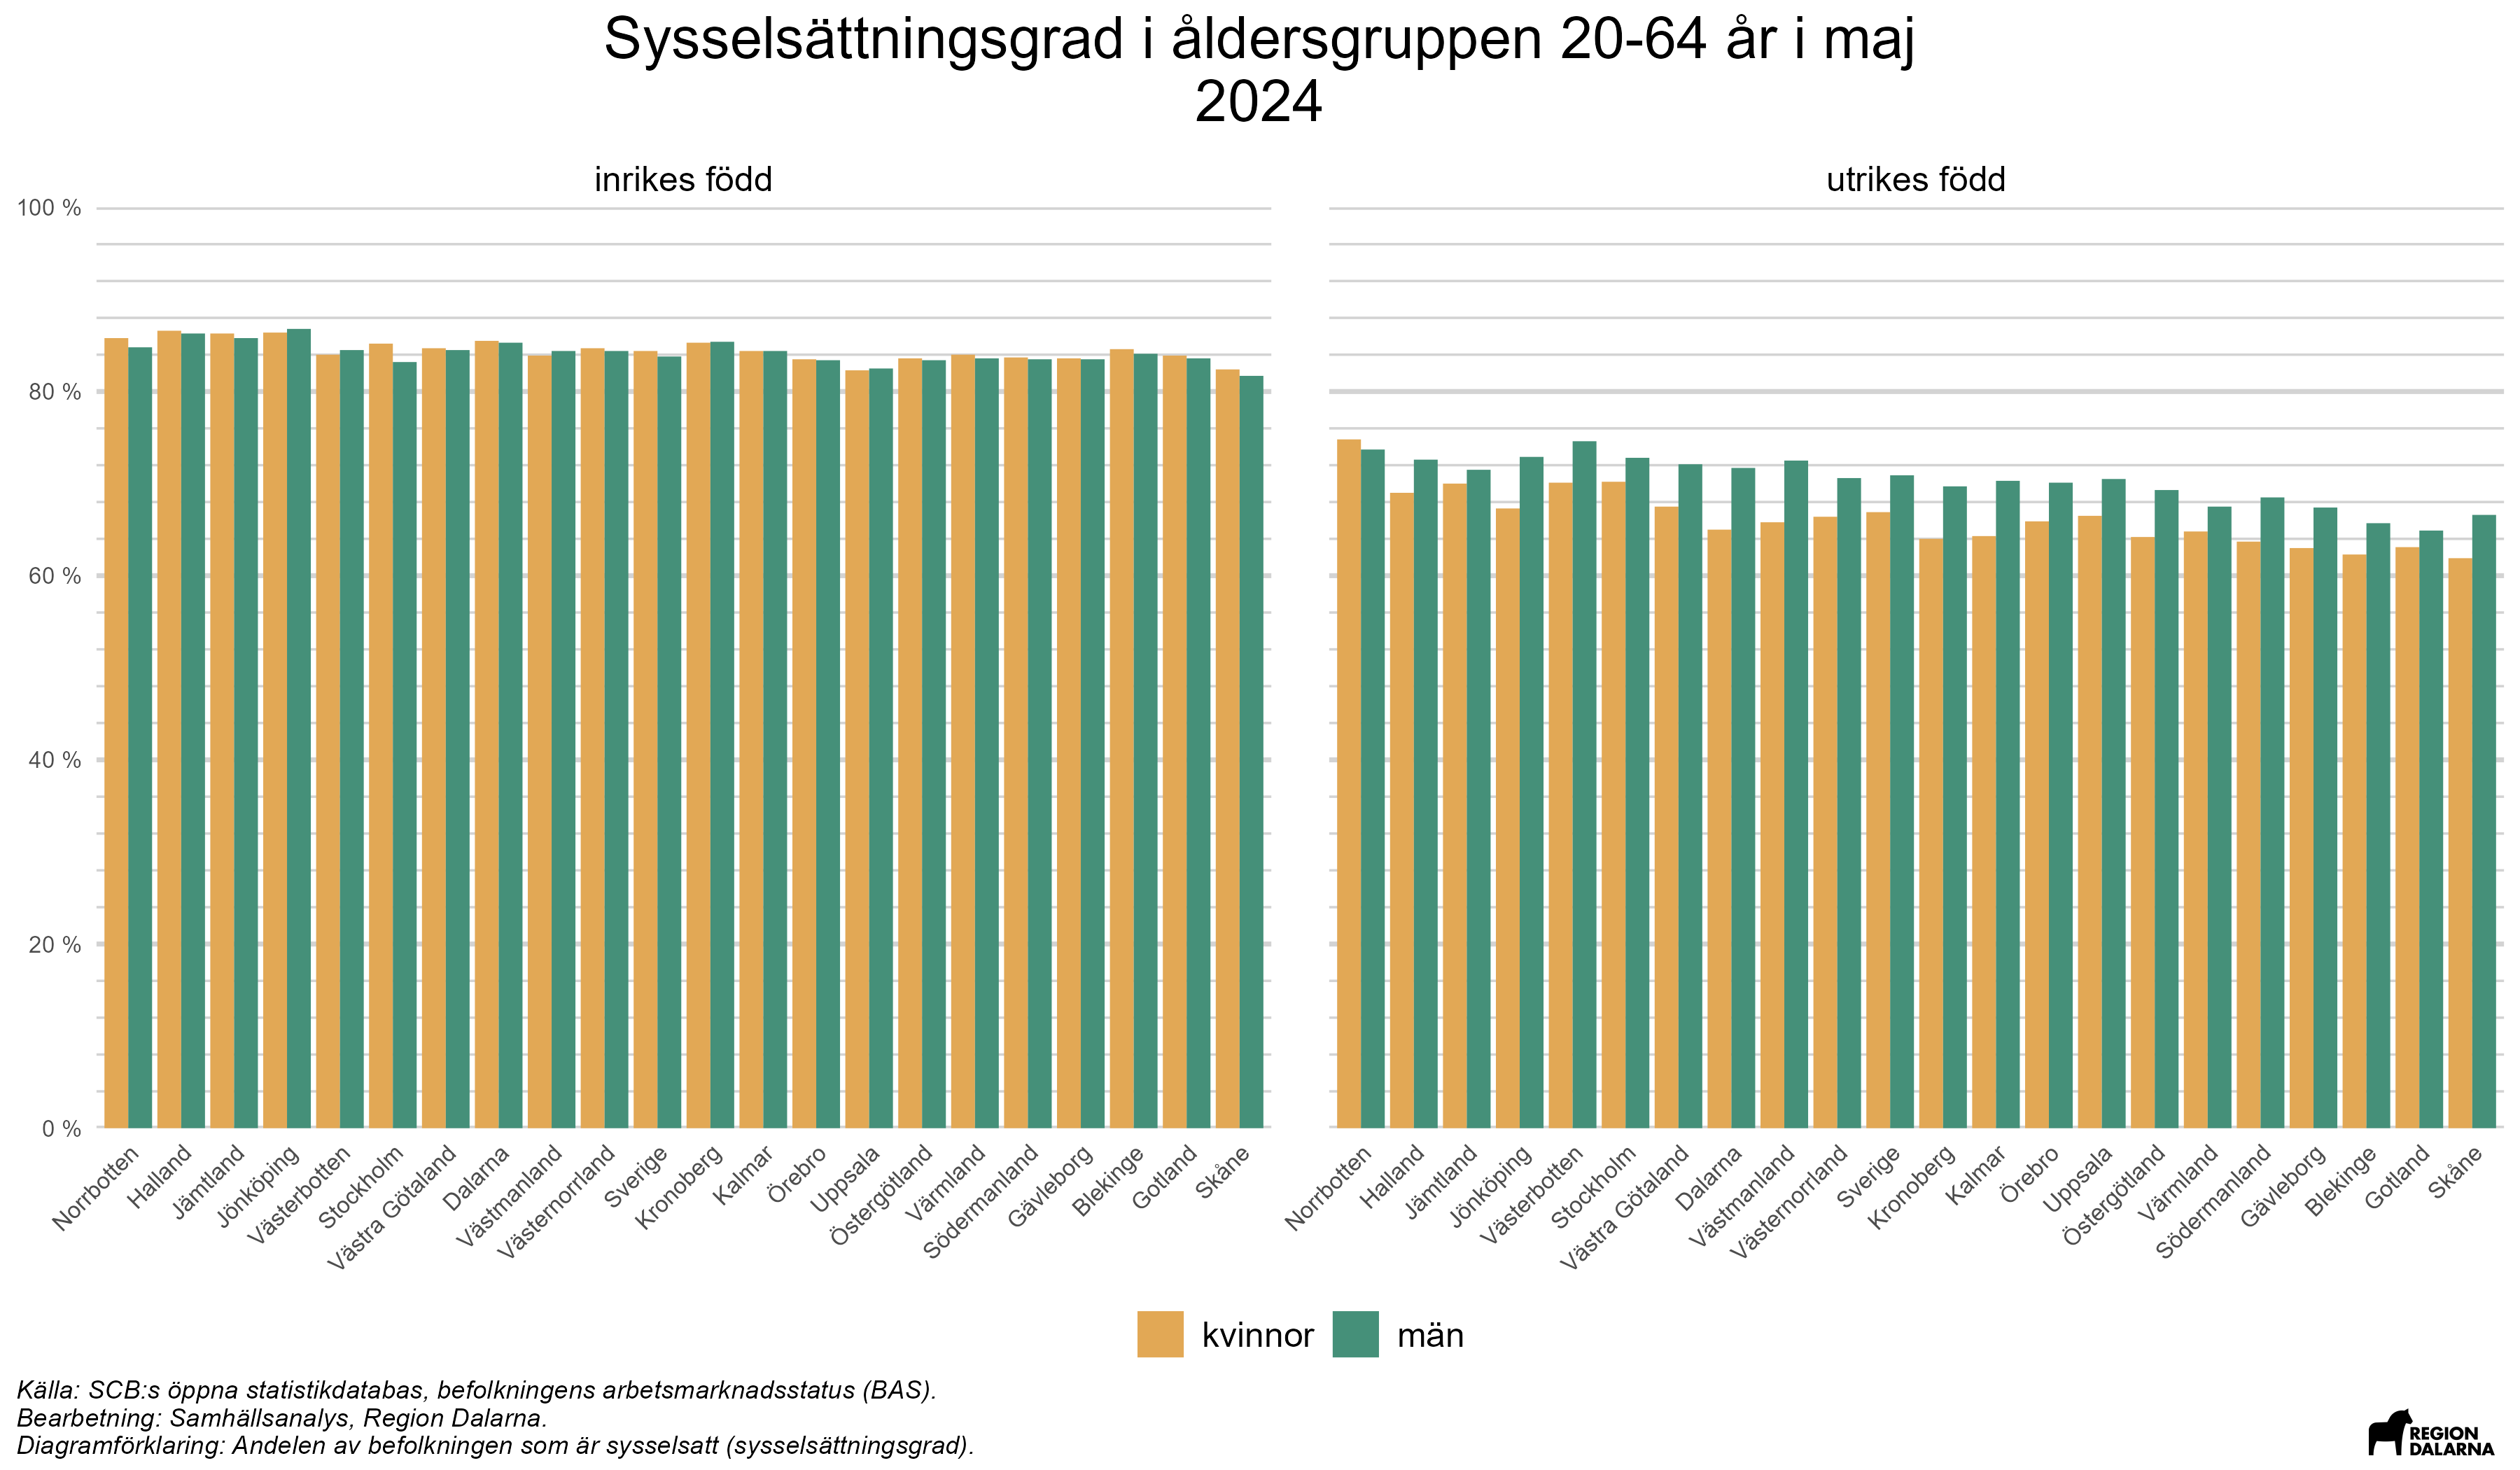 Sysselsättningsgrad i åldersgruppen 20-64 år i maj
2024
inrikes född
utrikes född
100 %
80 %
60 %
40 %
20 %
0 %
Norrbotten
Halland
Jämtland
Jönköping
Västerbotten
Stockholm
Västra Götaland
Dalarna
Västmanland
Västernorrland
Sverige
Kronoberg
Kalmar
Örebro
Uppsala
Östergötland
Värmland
Södermanland
Gävleborg
Blekinge
Gotland
Skåne
Norrbotten
Halland
Jämtland
Jönköping
Västerbotten
Stockholm
Västra Götaland
Dalarna
Västmanland
Västernorrland
Sverige
Kronoberg
Kalmar
Örebro
Uppsala
Östergötland
Värmland
Södermanland
Gävleborg
Blekinge
Gotland
Skåne
kvinnor
män
Källa: SCB:s öppna statistikdatabas, befolkningens arbetsmarknadsstatus (BAS).
Bearbetning: Samhällsanalys, Region Dalarna.
Diagramförklaring: Andelen av befolkningen som är sysselsatt (sysselsättningsgrad).
REGION
DALARNA